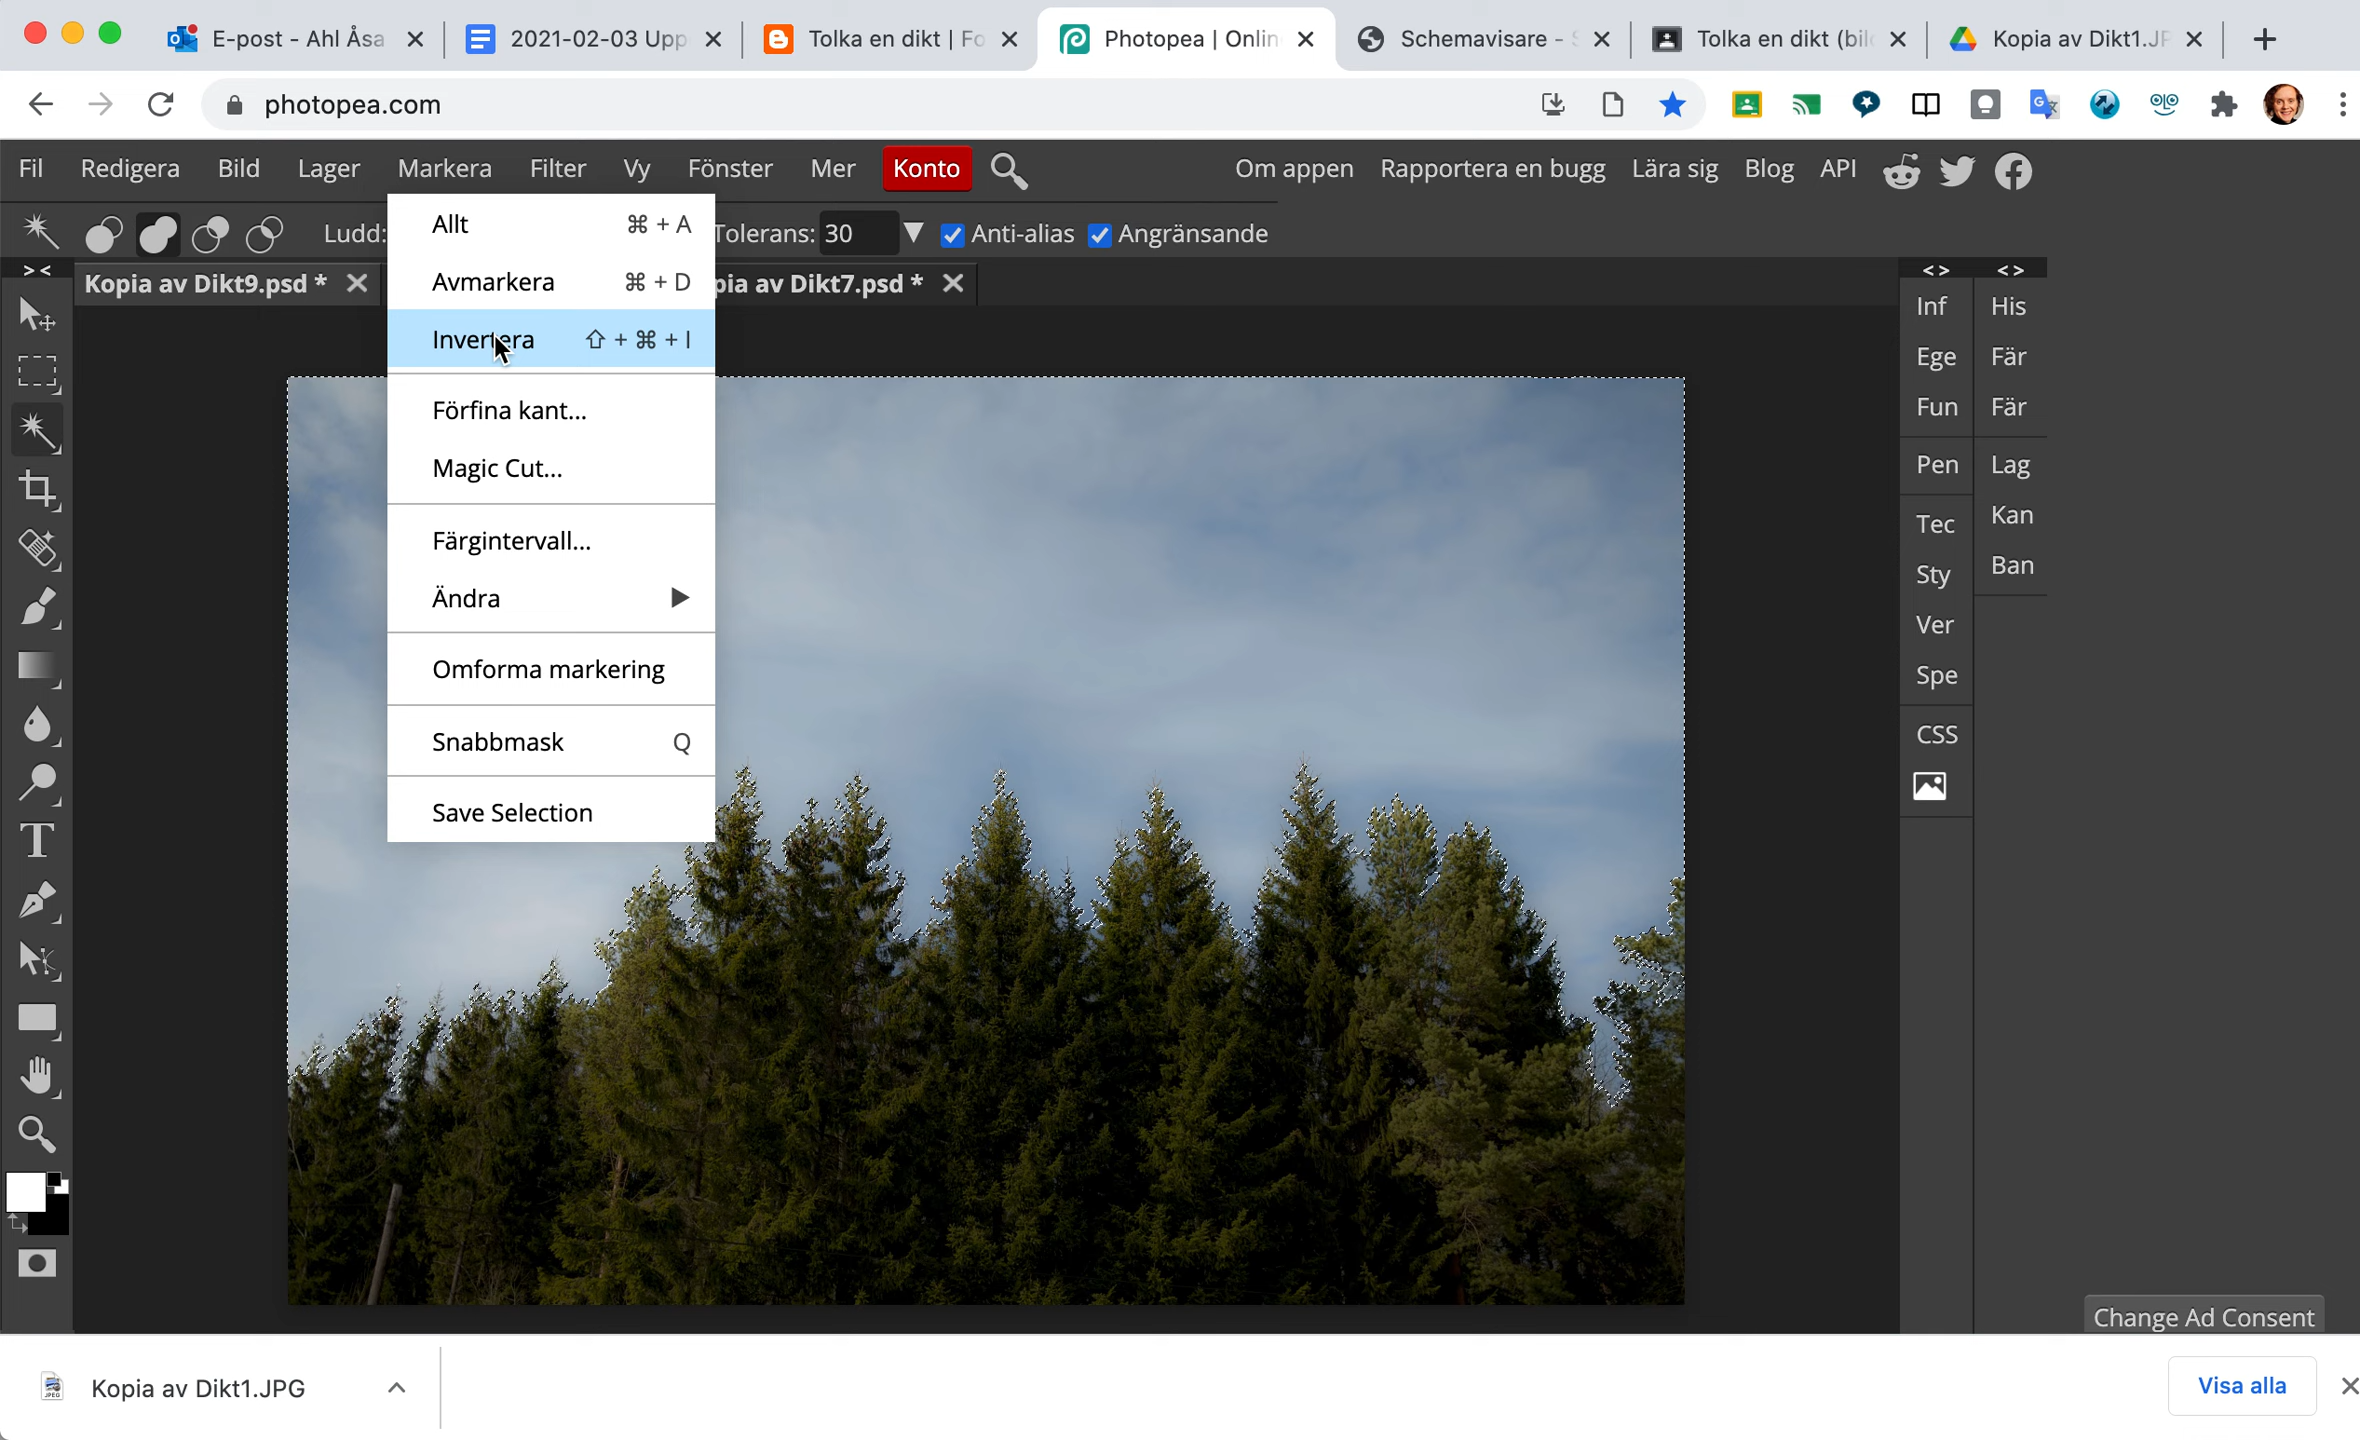 E-post - Ahl Åsa
2021-02-03 Upp
Tolka en dikt | Fo
Photopea | Onlin
Schemavisare - S
Tolka en dikt (bil
Kopia av Dikt1.JP
photopea.com
Fil Redigera Bild Lager Markera Filter Vy Fönster Mer Konto Om appen Rapportera en bugg Lära sig Blog API
Ludd: Tolerans: 30 Anti-alias Angränsande
Kopia av Dikt9.psd * pia av Dikt7.psd *
Allt ⌘ + A
Avmarkera ⌘ + D
Invertera ⇧ + ⌘ + I
Förfina kant...
Magic Cut...
Färgintervall...
Ändra
Omforma markering
Snabbmask Q
Save Selection
Inf
Ege
Fun
Pen
Tec
Sty
Ver
Spe
CSS
His
Fär
Fär
Lag
Kan
Ban
Change Ad Consent
Kopia av Dikt1.JPG
Visa alla